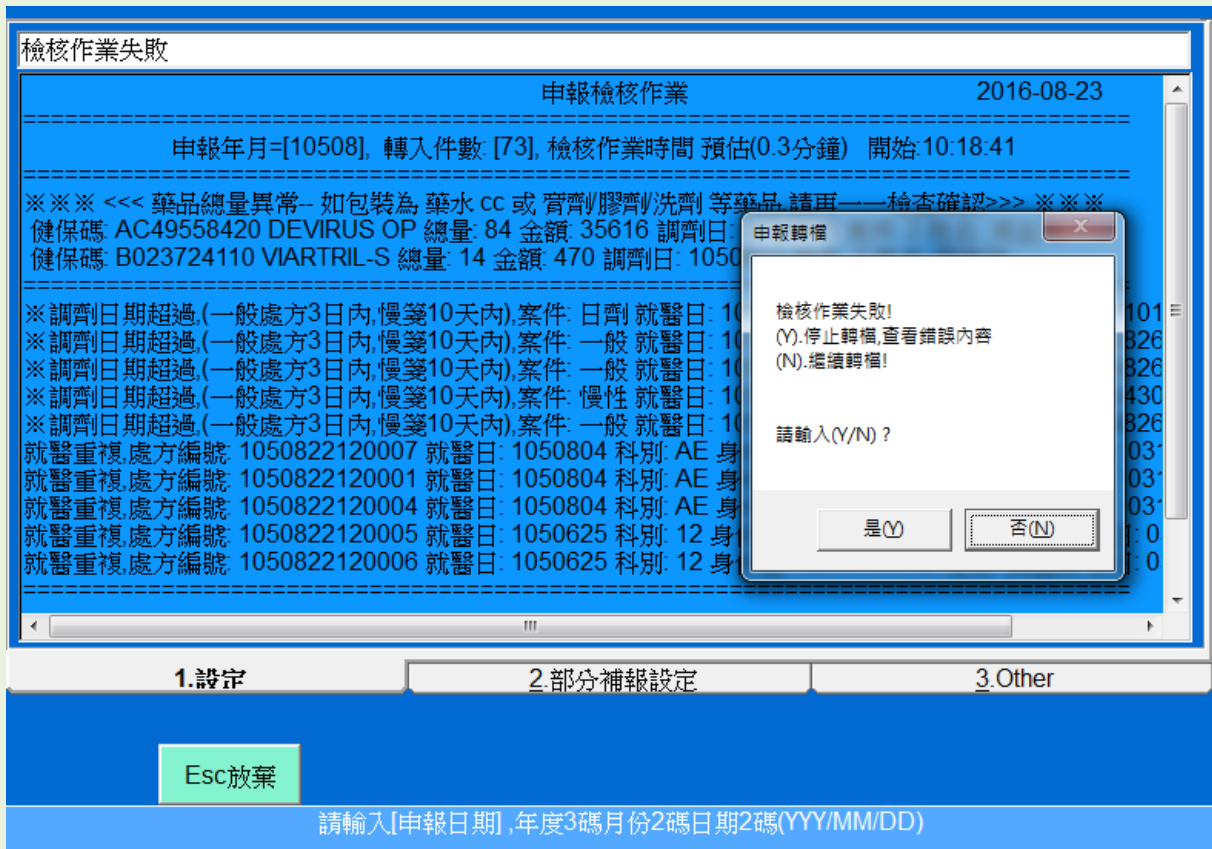 檢核作業失敗
申報檢核作業 2016-08-23
================================================================
申報年月=[10508], 轉入件數: [73], 檢核作業時間 預估(0.3分鐘) 開始:10:18:41
================================================================
※※※ <<< 藥品總量異常-- 如包裝為 藥水 cc 或 膏劑/膠劑/洗劑 等藥品,請再一一檢查確認>>> ※※※
健保碼: AC49558420 DEVIRUS OP 總量: 84 金額: 35616 調劑日:
健保碼: B023724110 VIARTRIL-S 總量: 14 金額: 470 調劑日: 1050
================================================================
※調劑日期超過,(一般處方3日內,慢箋10天內),案件: 日劑 就醫日: 10 101
※調劑日期超過,(一般處方3日內,慢箋10天內),案件: 一般 就醫日: 10 826
※調劑日期超過,(一般處方3日內,慢箋10天內),案件: 一般 就醫日: 10 826
※調劑日期超過,(一般處方3日內,慢箋10天內),案件: 慢性 就醫日: 10 430
※調劑日期超過,(一般處方3日內,慢箋10天內),案件: 一般 就醫日: 10 826
就醫重複,處方編號: 1050822120007 就醫日: 1050804 科別: AE 身 031
就醫重複,處方編號: 1050822120001 就醫日: 1050804 科別: AE 身 031
就醫重複,處方編號: 1050822120004 就醫日: 1050804 科別: AE 身 031
就醫重複,處方編號: 1050822120005 就醫日: 1050625 科別: 12 身 : 0
就醫重複,處方編號: 1050822120006 就醫日: 1050625 科別: 12 身 : 0
================================================================
申報轉檔
檢核作業失敗!
(Y).停止轉檔,查看錯誤內容
(N).繼續轉檔!
請輸入(Y/N) ?
是(Y) 否(N)
1.設定 2.部分補報設定 3.Other
Esc放棄
請輸入[申報日期] ,年度3碼月份2碼日期2碼(YYY/MM/DD)